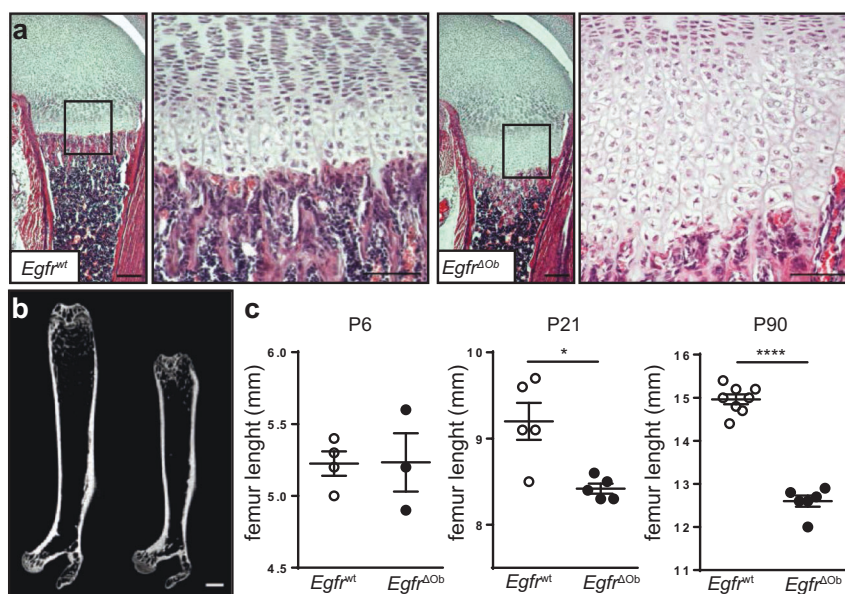 a
Egfrwt
EgfrΔOb
b
c
P6
P21
P90
femur lenght (mm)
6.0
5.5
5.0
4.5
Egfrwt
EgfrΔOb
femur lenght (mm)
10
9
8
*
Egfrwt
EgfrΔOb
femur lenght (mm)
16
15
14
13
12
11
****
Egfrwt
EgfrΔOb